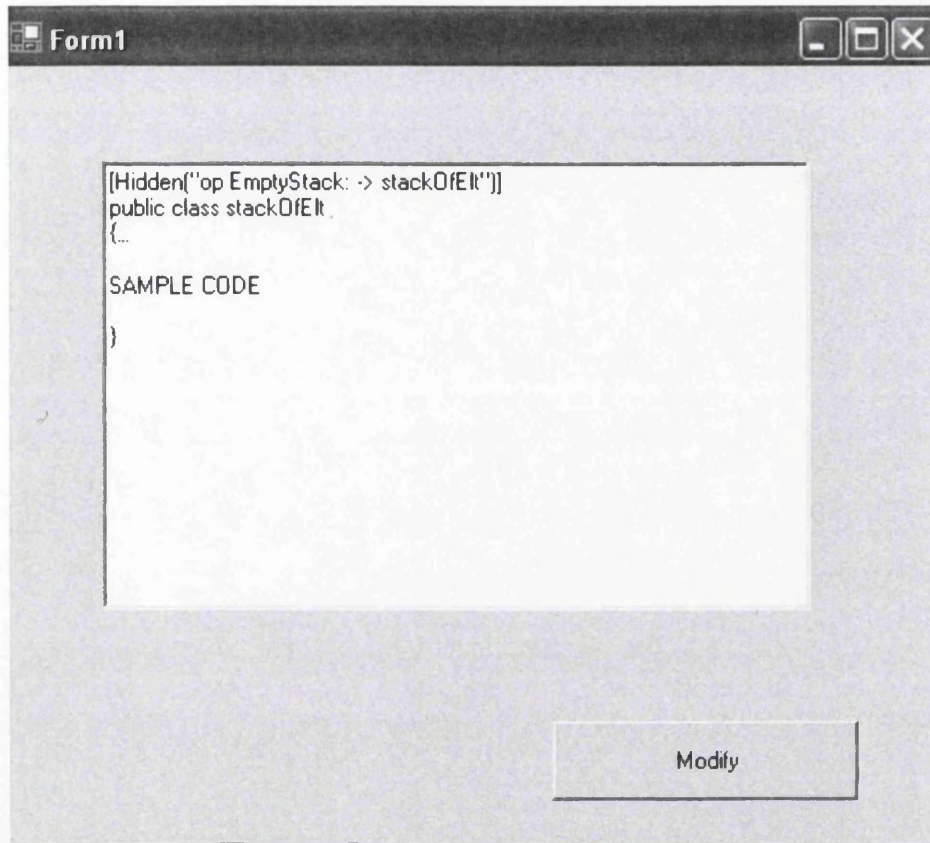 Form1
[Hidden("op EmptyStack: -> stackOfElt")]
public class stackOfElt
{...
SAMPLE CODE
}
Modify